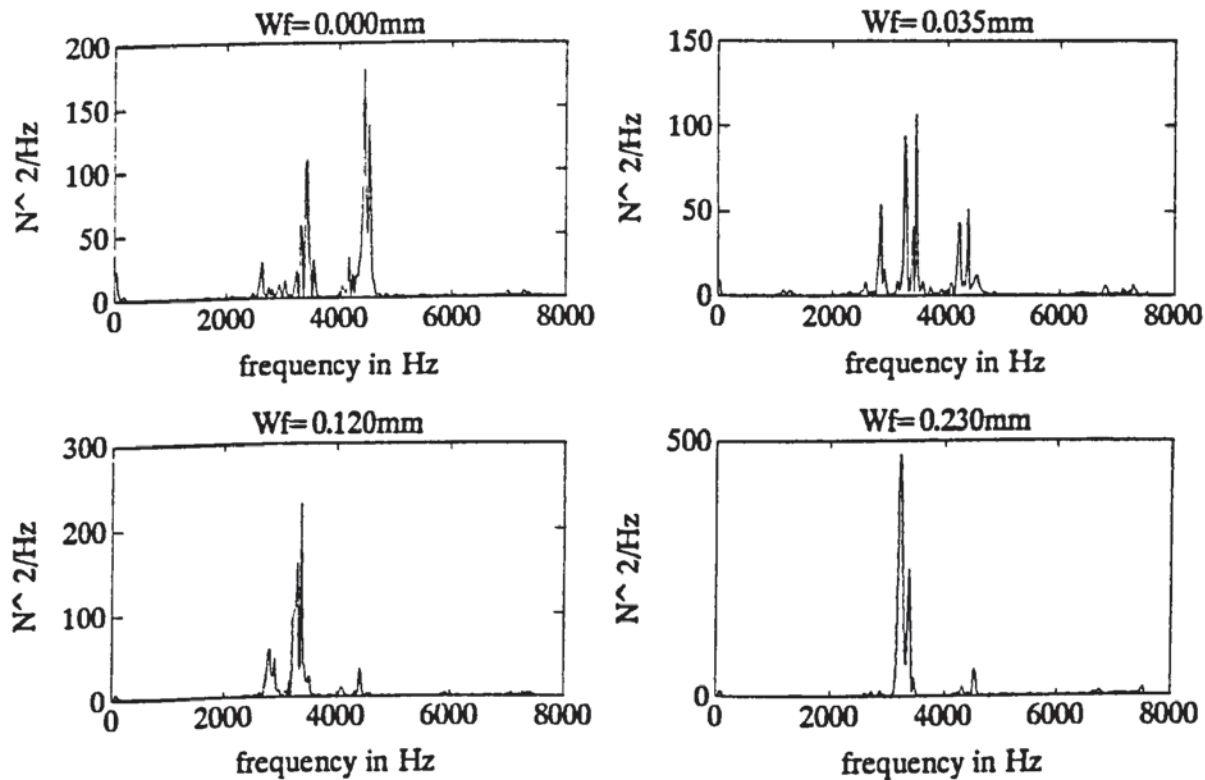 Wf= 0.000mm
200
150
100
50
0
N^ 2/Hz
0 2000 4000 6000 8000
frequency in Hz
Wf= 0.035mm
150
100
50
0
N^ 2/Hz
0 2000 4000 6000 8000
frequency in Hz
Wf= 0.120mm
300
200
100
0
N^ 2/Hz
0 2000 4000 6000 8000
frequency in Hz
Wf= 0.230mm
500
0
N^ 2/Hz
0 2000 4000 6000 8000
frequency in Hz